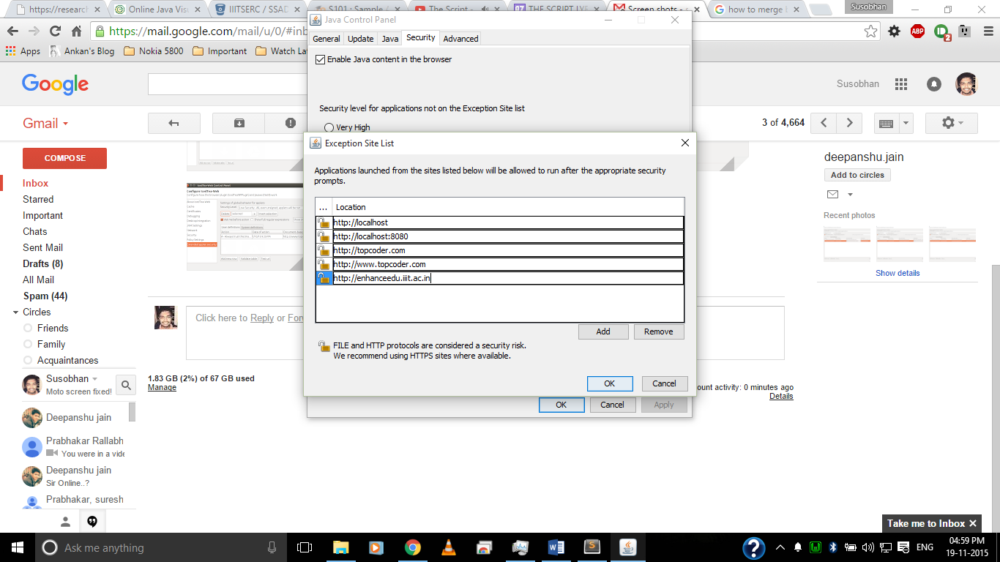 https://research
Online Java Visu
IIITSERC / SSAD
S101 : Sample
The Script -
THE SCRIPT LYR
Screen shots -
how to merge
Susobhan
https://mail.google.com/mail/u/0/#inb
ABP
2
Apps
Ankan's Blog
Nokia 5800
Important
Watch Lat
Java Control Panel
General
Update
Java
Security
Advanced
Enable Java content in the browser
Security level for applications not on the Exception Site list
Very High
Google
Susobhan
Gmail
3 of 4,664
COMPOSE
Inbox
Starred
Important
Chats
Sent Mail
Drafts (8)
All Mail
Spam (44)
Circles
Friends
Family
Acquaintances
Susobhan
Moto screen fixed!
Deepanshu jain
Prabhakar Rallabh
You were in a vide
Deepanshu jain
Sir Online..?
Prabhakar, suresh
Click here to Reply or Forw
1.83 GB (2%) of 67 GB used
Manage
Exception Site List
Applications launched from the sites listed below will be allowed to run after the appropriate security
prompts.
...
Location
http://localhost
http://localhost:8080
http://topcoder.com
http://www.topcoder.com
http://enhanceedu.iiit.ac.in
Add
Remove
FILE and HTTP protocols are considered a security risk.
We recommend using HTTPS sites where available.
OK
Cancel
OK
Cancel
Apply
deepanshu.jain
Add to circles
Recent photos
Show details
ount activity: 0 minutes ago
Details
Take me to Inbox
Ask me anything
ENG
04:59 PM
19-11-2015